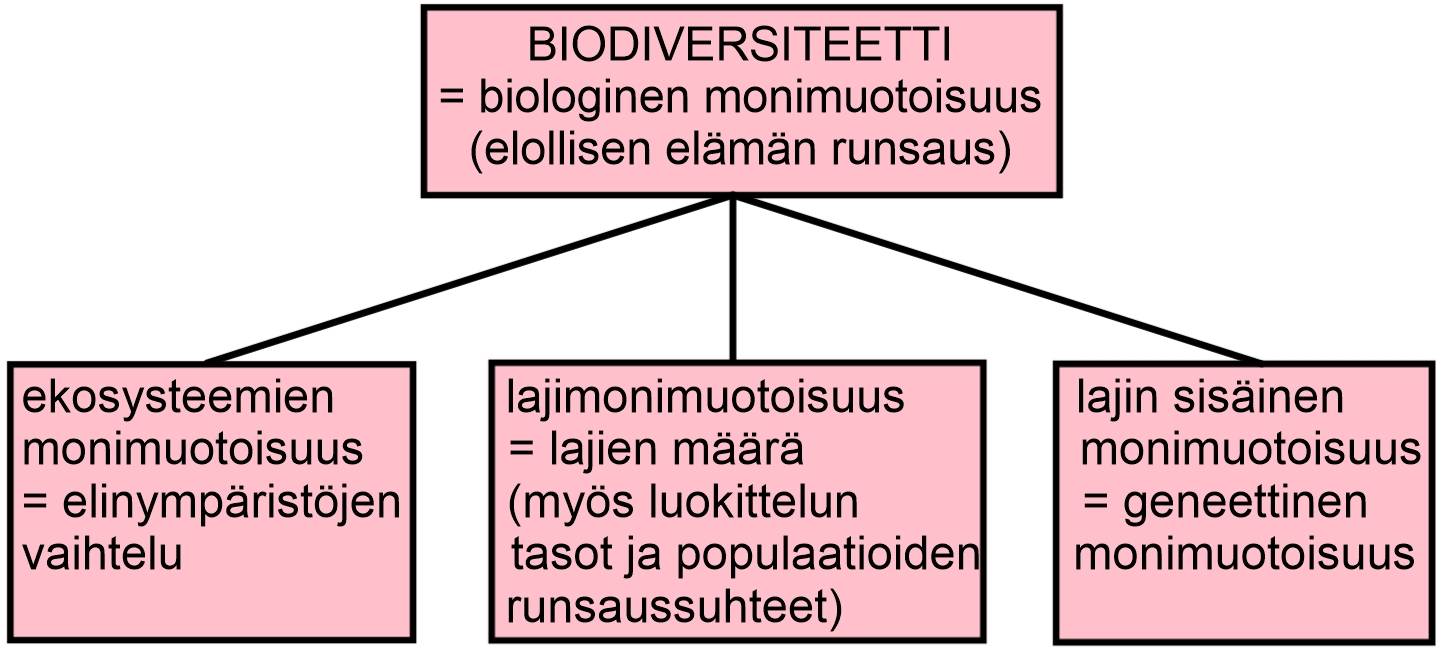 BIODIVERSITEETTI
= biologinen monimuotoisuus
(elollisen elämän runsaus)
ekosysteemien
monimuotoisuus
= elinympäristöjen
vaihtelu
lajimonimuotoisuus
= lajien määrä
(myös luokittelun
tasot ja populaatioiden
runsaussuhteet)
lajin sisäinen
monimuotoisuus
= geneettinen
monimuotoisuus